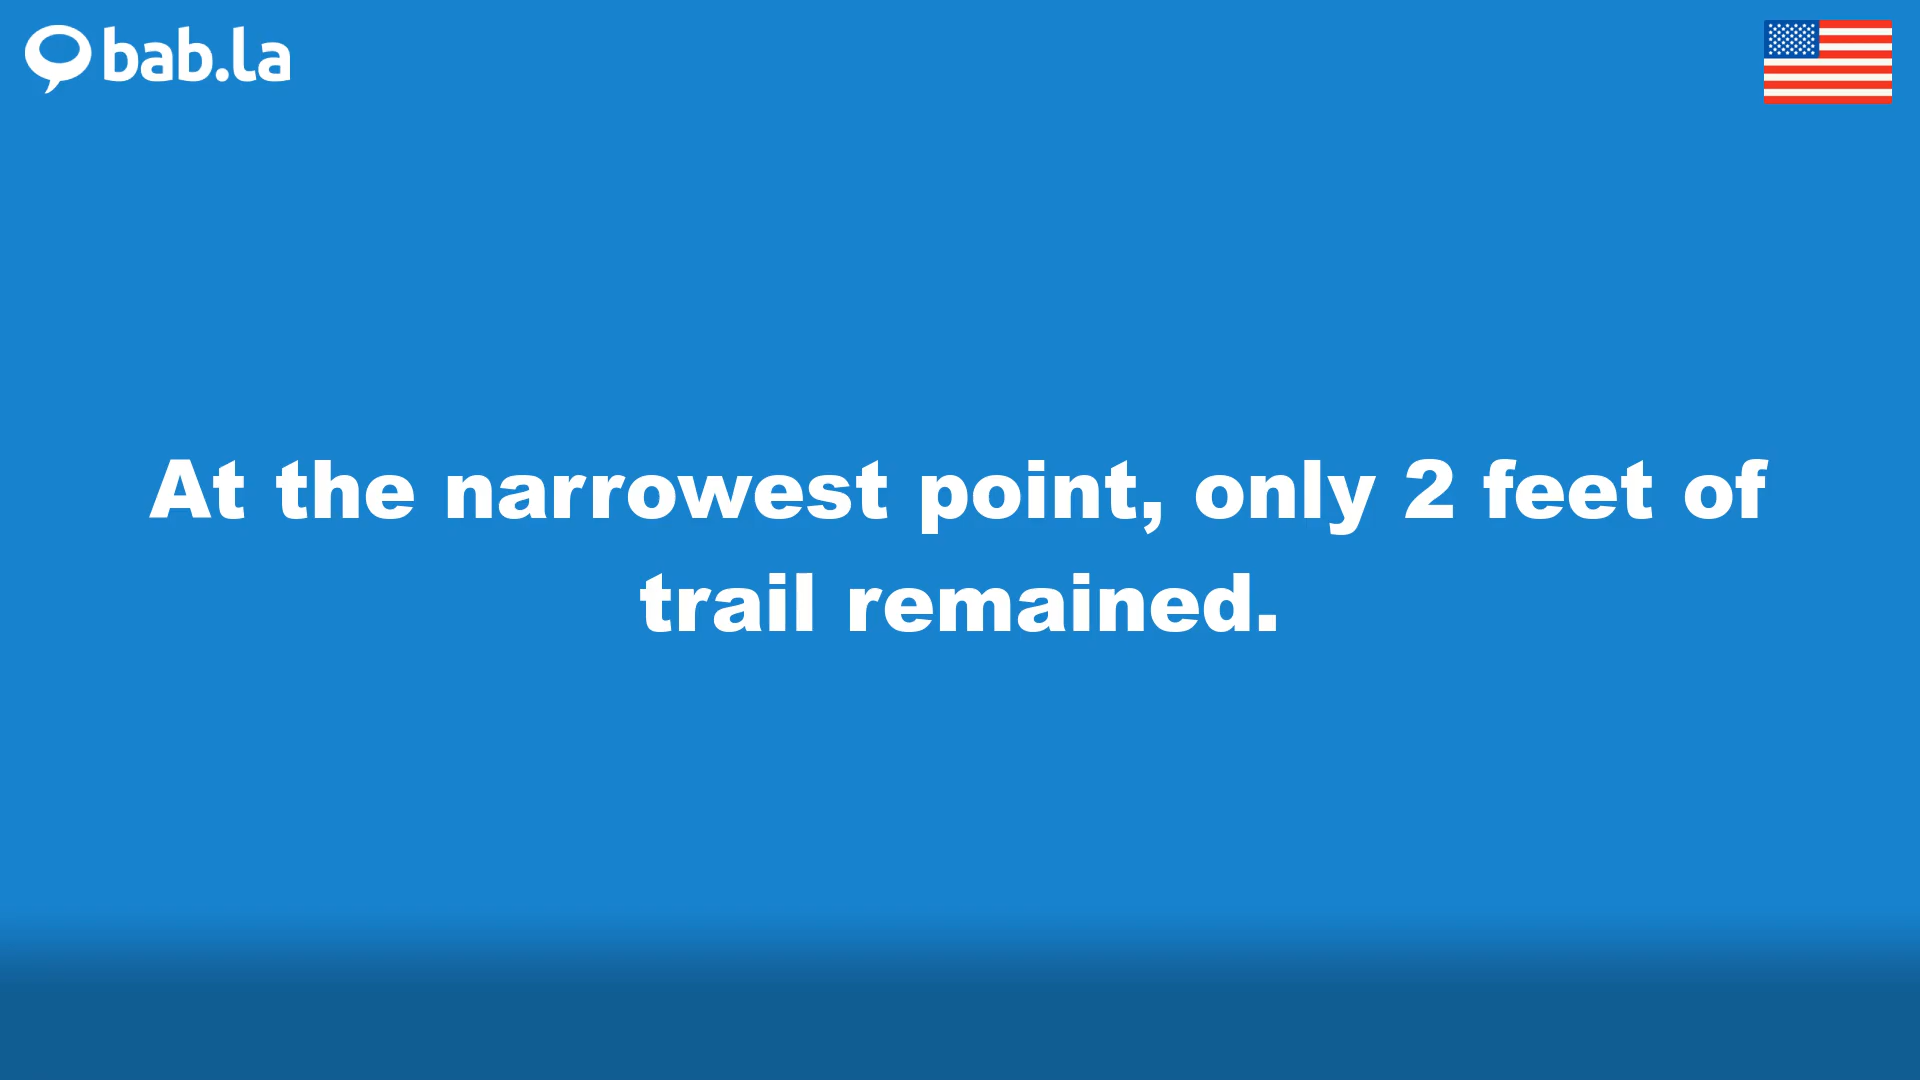 bab.la
At the narrowest point, only 2 feet of
trail remained.